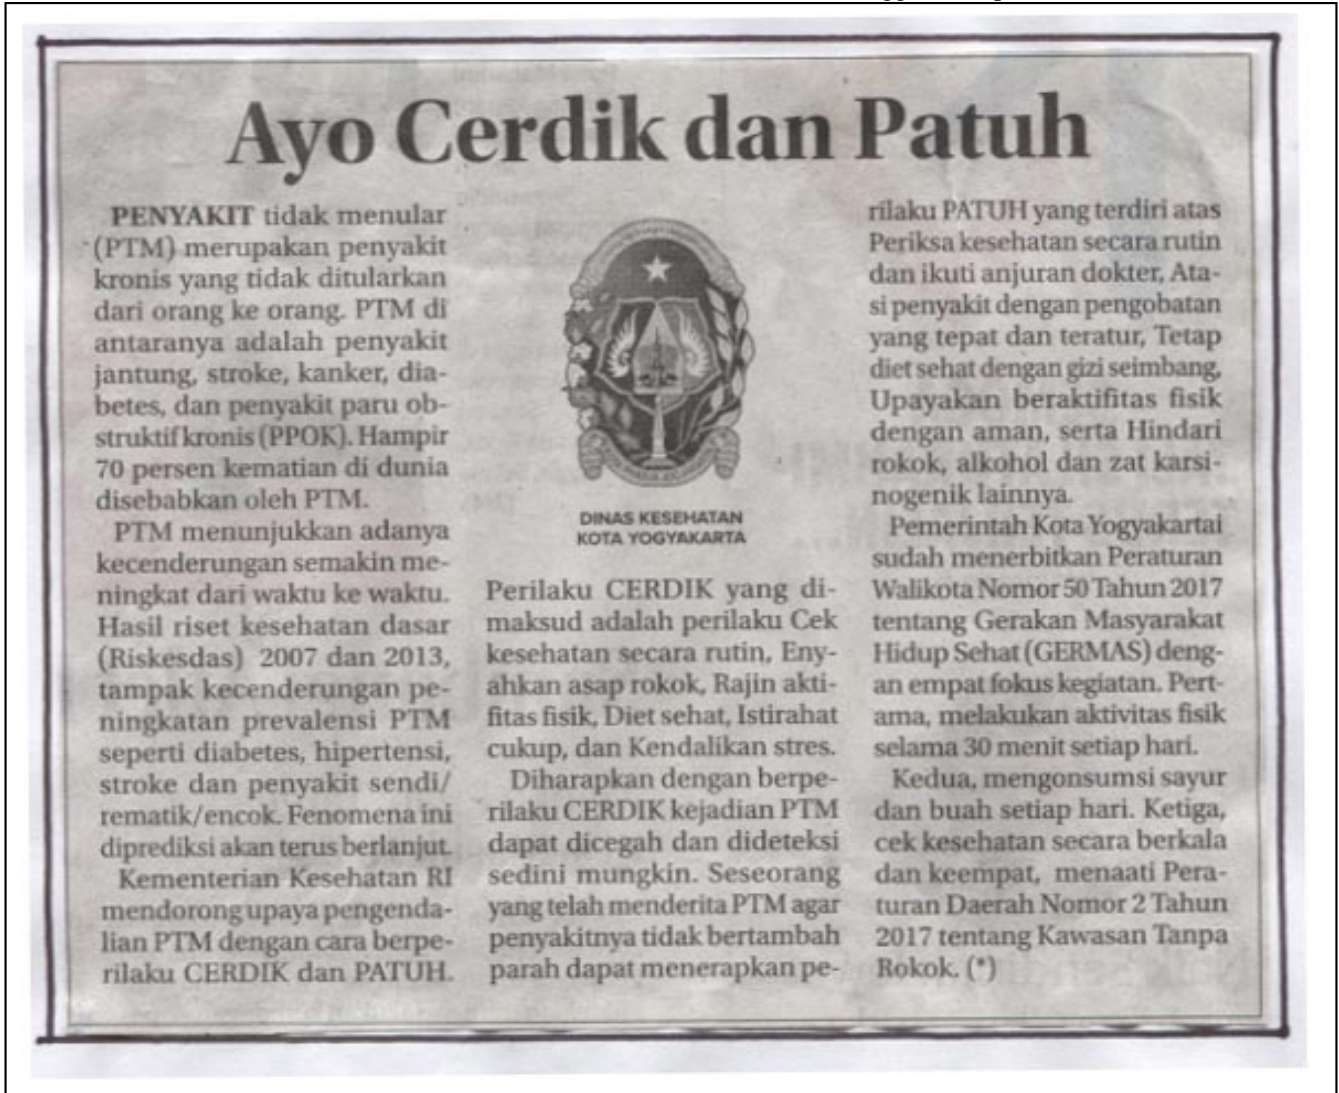 Ayo Cerdik dan Patuh
PENYAKIT tidak menular
(PTM) merupakan penyakit
kronis yang tidak ditularkan
dari orang ke orang. PTM di
antaranya adalah penyakit
jantung, stroke, kanker, dia-
betes, dan penyakit paru ob-
struktif kronis (PPOK). Hampir
70 persen kematian di dunia
disebabkan oleh PTM.
PTM menunjukkan adanya
kecenderungan semakin me-
ningkat dari waktu ke waktu.
Hasil riset kesehatan dasar
(Riskesdas) 2007 dan 2013,
tampak kecenderungan pe-
ningkatan prevalensi PTM
seperti diabetes, hipertensi,
stroke dan penyakit sendi/
rematik/encok. Fenomena ini
diprediksi akan terus berlanjut.
Kementerian Kesehatan RI
mendorong upaya pengenda-
lian PTM dengan cara berpe-
rilaku CERDIK dan PATUH.
DINAS KESEHATAN
KOTA YOGYAKARTA
Perilaku CERDIK yang di-
maksud adalah perilaku Cek
kesehatan secara rutin, Eny-
ahkan asap rokok, Rajin akti-
fitas fisik, Diet sehat, Istirahat
cukup, dan Kendalikan stres.
Diharapkan dengan berpe-
rilaku CERDIK kejadian PTM
dapat dicegah dan dideteksi
sedini mungkin. Seseorang
yang telah menderita PTM agar
penyakitnya tidak bertambah
parah dapat menerapkan pe-
rilaku PATUH yang terdiri atas
Periksa kesehatan secara rutin
dan ikuti anjuran dokter, Ata-
si penyakit dengan pengobatan
yang tepat dan teratur, Tetap
diet sehat dengan gizi seimbang,
Upayakan beraktifitas fisik
dengan aman, serta Hindari
rokok, alkohol dan zat karsi-
nogenik lainnya.
Pemerintah Kota Yogyakartai
sudah menerbitkan Peraturan
Walikota Nomor 50 Tahun 2017
tentang Gerakan Masyarakat
Hidup Sehat (GERMAS) deng-
an empat fokus kegiatan. Pert-
ama, melakukan aktivitas fisik
selama 30 menit setiap hari.
Kedua, mengonsumsi sayur
dan buah setiap hari. Ketiga,
cek kesehatan secara berkala
dan keempat, menaati Pera-
turan Daerah Nomor 2 Tahun
2017 tentang Kawasan Tanpa
Rokok. (*)